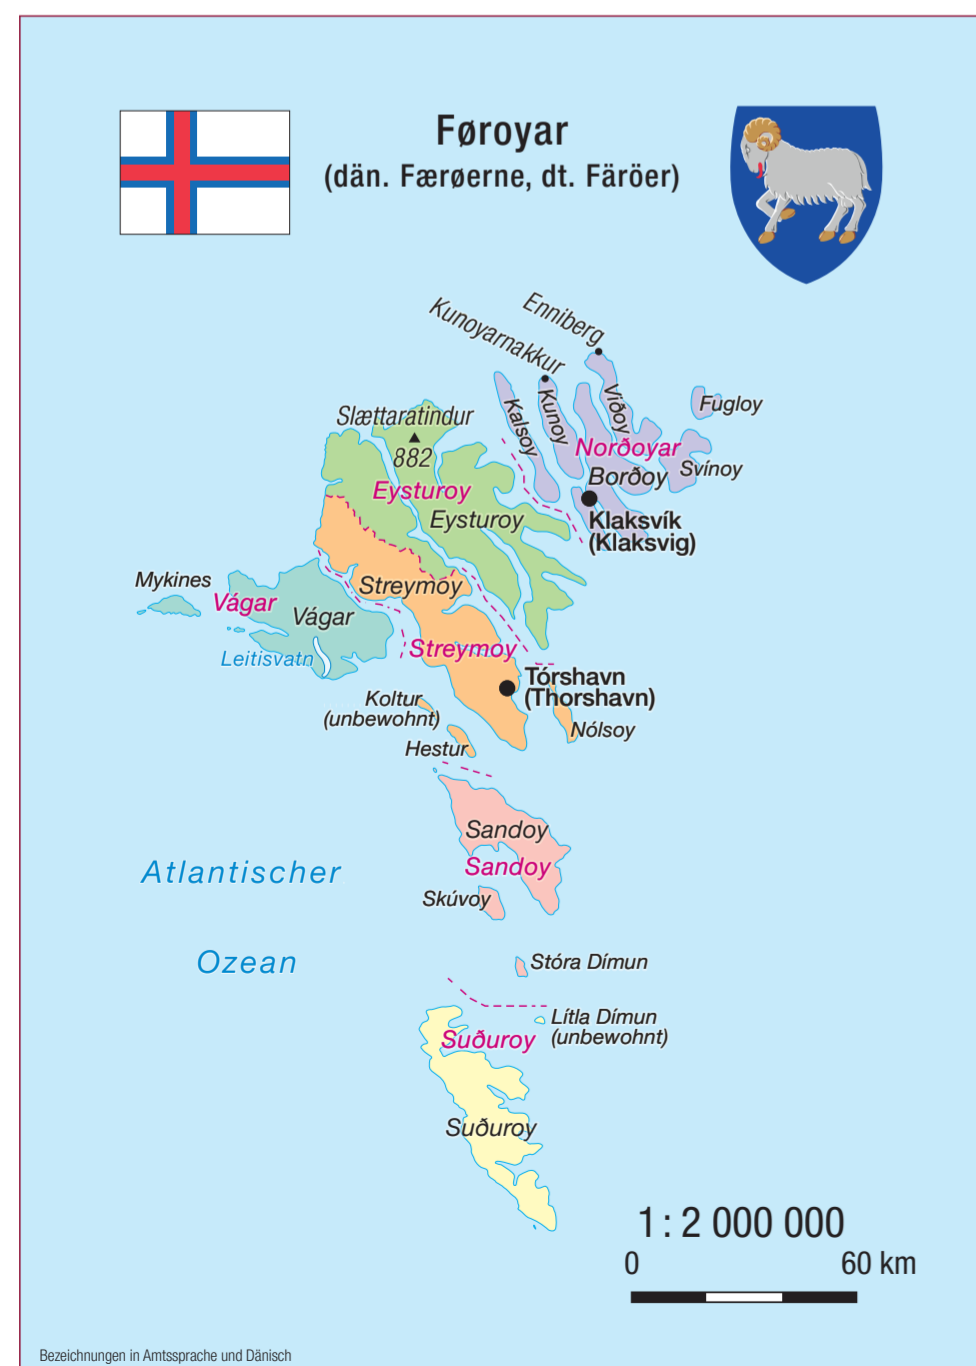 Føroyar
(dän. Færøerne, dt. Färöer)
Enniberg
Kunoyarnakkur
Viðoy
Fugloy
Kunoy
Kalsoy
Slættaratindur
882
Norðoyar
Svínoy
Borðoy
Eysturoy
Eysturoy
Klaksvík
(Klaksvig)
Mykines
Streymoy
Vágar
Vágar
Streymoy
Leitisvatn
Tórshavn
(Thorshavn)
Koltur
(unbewohnt)
Nólsoy
Hestur
Sandoy
Sandoy
Atlantischer
Skúvoy
Ozean
Stóra Dímun
Lítla Dímun
(unbewohnt)
Suðuroy
Suðuroy
1 : 2 000 000
0 60 km
Bezeichnungen in Amtssprache und Dänisch